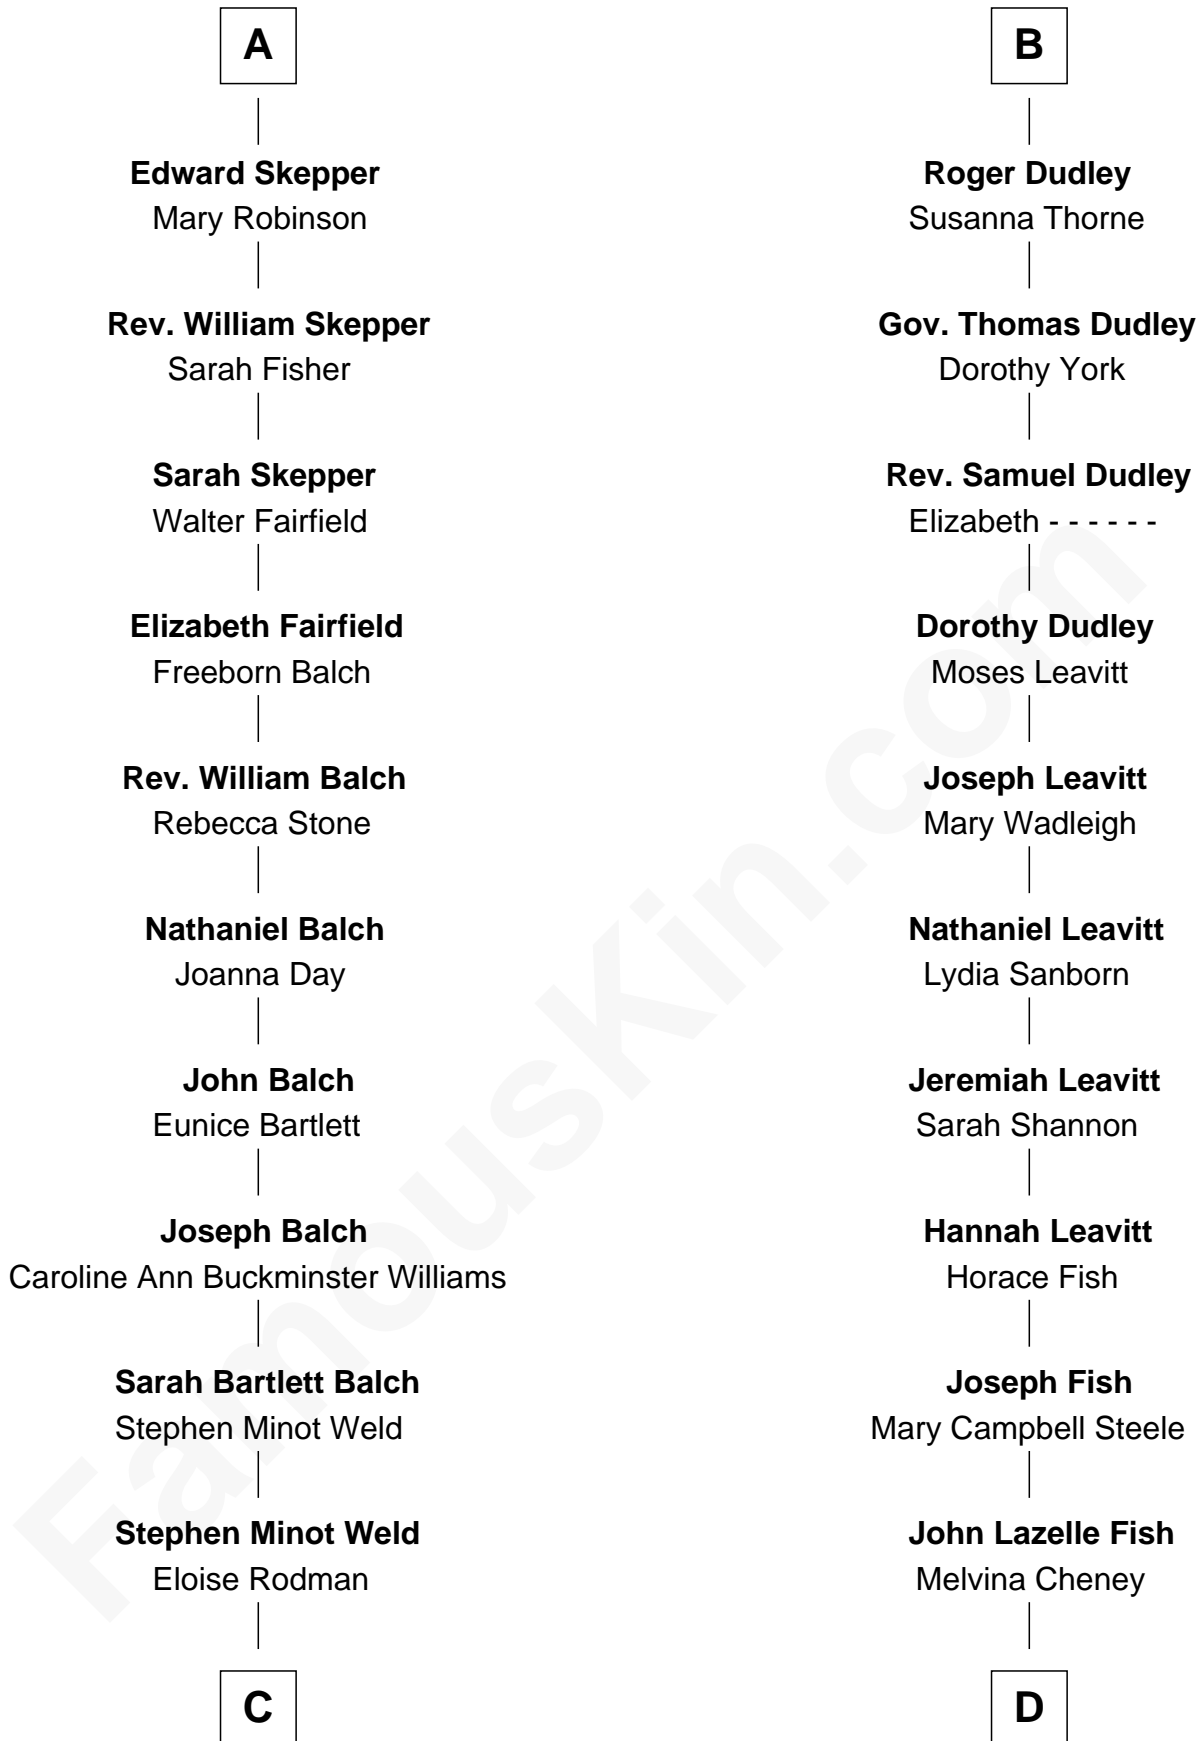 A
Edward Skepper
Mary Robinson
Rev. William Skepper
Sarah Fisher
Sarah Skepper
Walter Fairfield
Elizabeth Fairfield
Freeborn Balch
Rev. William Balch
Rebecca Stone
Nathaniel Balch
Joanna Day
John Balch
Eunice Bartlett
Joseph Balch
Caroline Ann Buckminster Williams
Sarah Bartlett Balch
Stephen Minot Weld
Stephen Minot Weld
Eloise Rodman
C
B
Roger Dudley
Susanna Thorne
Gov. Thomas Dudley
Dorothy York
Rev. Samuel Dudley
Elizabeth - - - - - -
Dorothy Dudley
Moses Leavitt
Joseph Leavitt
Mary Wadleigh
Nathaniel Leavitt
Lydia Sanborn
Jeremiah Leavitt
Sarah Shannon
Hannah Leavitt
Horace Fish
Joseph Fish
Mary Campbell Steele
John Lazelle Fish
Melvina Cheney
D
FamousKin.com